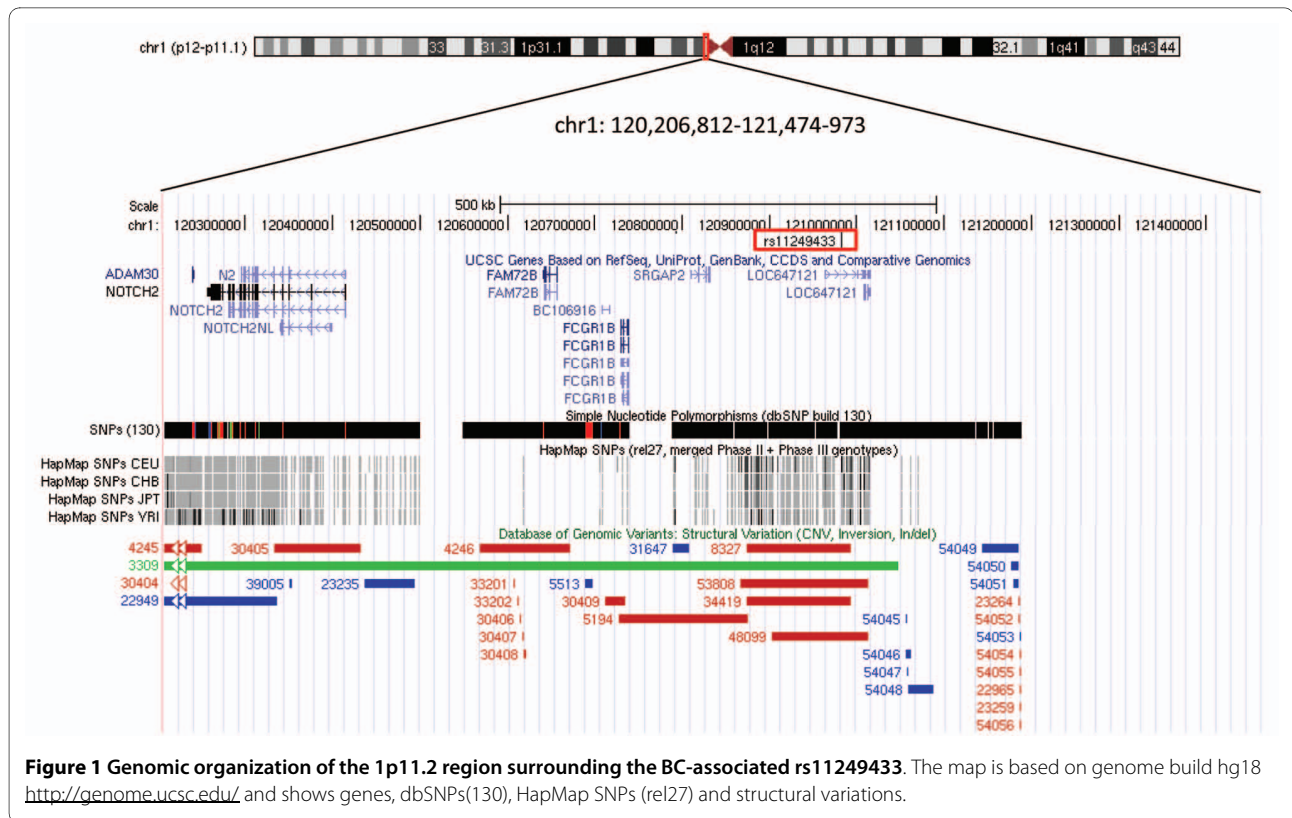 chr1 (p12-p11.1) 33 31.3 1p31.1 1q12 32.1 1q41 q43 44
chr1: 120,206,812-121,474-973
Scale 500 kb
chr1: 120300000 120400000 120500000 120600000 120700000 120800000 120900000 121000000 121100000 121200000 121300000 121400000
rs11249433
UCSC Genes Based on RefSeq, UniProt, GenBank, CCDS and Comparative Genomics
ADAM30 N2 FAM72B SRGAP2 LOC647121
NOTCH2 FAM72B LOC647121
NOTCH2 BC106916
NOTCH2NL FCGR1B
FCGR1B
FCGR1B
FCGR1B
FCGR1B
Simple Nucleotide Polymorphisms (dbSNP build 130)
SNPs (130)
HapMap SNPs (rel27, merged Phase II + Phase III genotypes)
HapMap SNPs CEU
HapMap SNPs CHB
HapMap SNPs JPT
HapMap SNPs YRI
Database of Genomic Variants: Structural Variation (CNV, Inversion, In/del)
4245 30405 4246 31647 8327 54049
3309 54050
30404 39005 23235 33201 5513 53808 54051
22949 33202 30409 34419 23264
30406 5194 54045 54052
30407 48099 54053
30408 54046 54054
54047 54055
54048 22965
23259
54056
Figure 1 Genomic organization of the 1p11.2 region surrounding the BC-associated rs11249433. The map is based on genome build hg18
http://genome.ucsc.edu/ and shows genes, dbSNPs(130), HapMap SNPs (rel27) and structural variations.